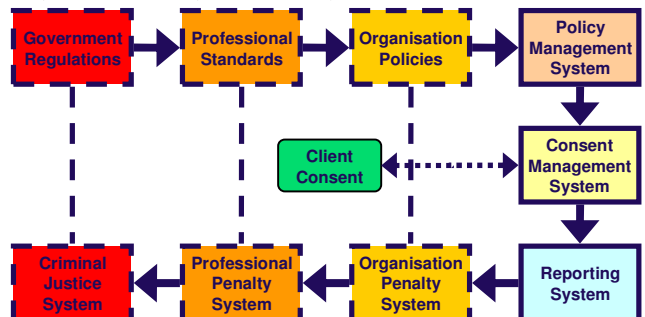 Government
Regulations
Professional
Standards
Organisation
Policies
Policy
Management
System
Client
Consent
Consent
Management
System
Criminal
Justice
System
Professional
Penalty
System
Organisation
Penalty
System
Reporting
System